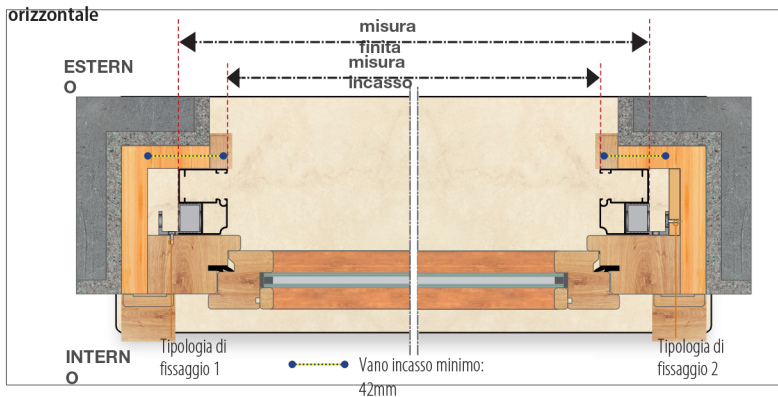 orizzontale
misura
finita
misura
incasso
ESTERN
O
INTERN
O
Tipologia di
fissaggio 1
Vano incasso minimo:
42mm
Tipologia di
fissaggio 2